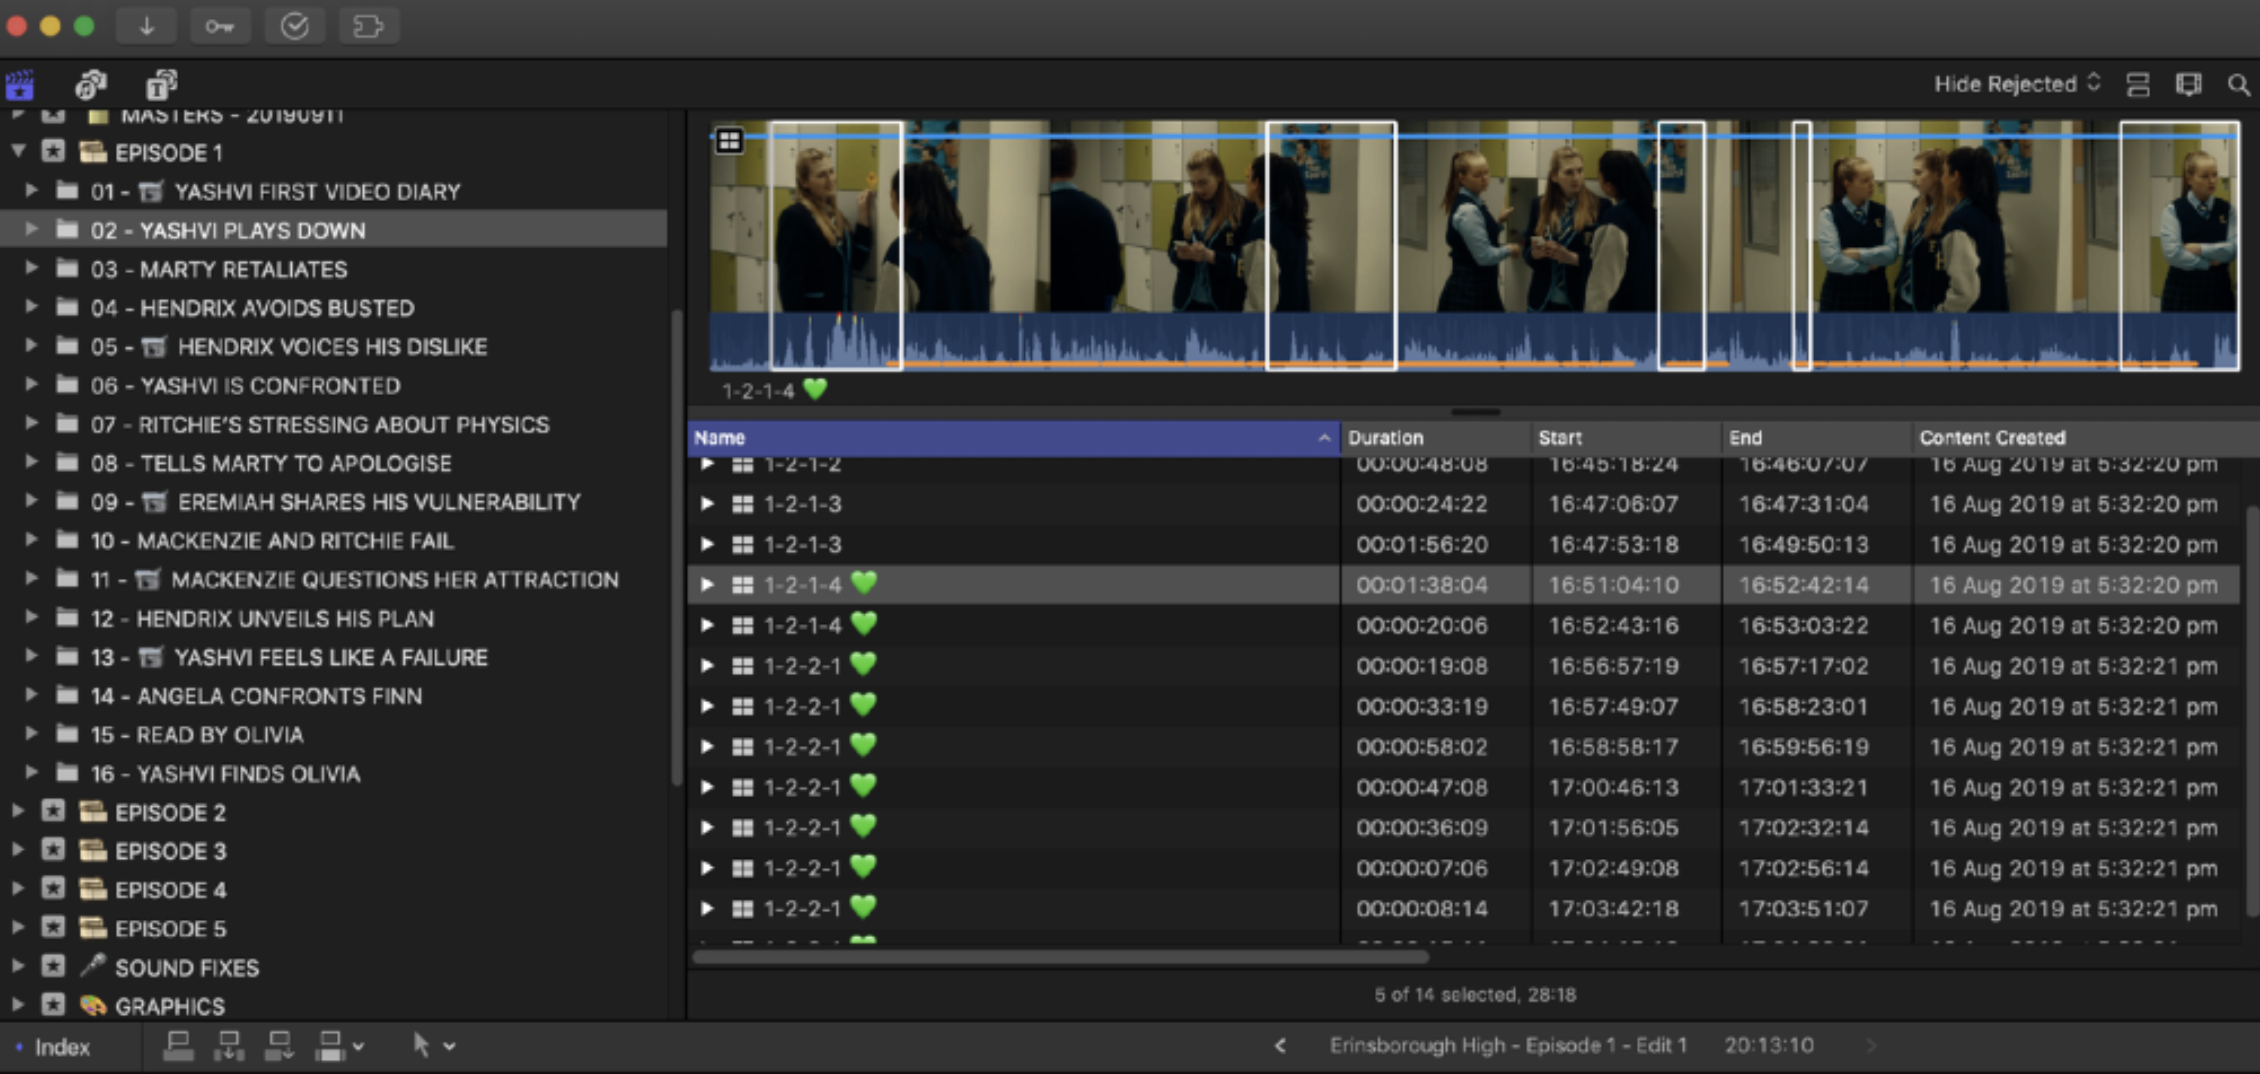 Hide Rejected
MASTERS - 20190911
EPISODE 1
01 - YASHVI FIRST VIDEO DIARY
02 - YASHVI PLAYS DOWN
03 - MARTY RETALIATES
04 - HENDRIX AVOIDS BUSTED
05 - HENDRIX VOICES HIS DISLIKE
06 - YASHVI IS CONFRONTED
07 - RITCHIE'S STRESSING ABOUT PHYSICS
08 - TELLS MARTY TO APOLOGISE
09 - EREMIAH SHARES HIS VULNERABILITY
10 - MACKENZIE AND RITCHIE FAIL
11 - MACKENZIE QUESTIONS HER ATTRACTION
12 - HENDRIX UNVEILS HIS PLAN
13 - YASHVI FEELS LIKE A FAILURE
14 - ANGELA CONFRONTS FINN
15 - READ BY OLIVIA
16 - YASHVI FINDS OLIVIA
EPISODE 2
EPISODE 3
EPISODE 4
EPISODE 5
SOUND FIXES
GRAPHICS
1-2-1-4 💚
Name Duration Start End Content Created
1-2-1-2 00:00:48:08 16:45:18:24 16:46:07:07 16 Aug 2019 at 5:32:20 pm
1-2-1-3 00:00:24:22 16:47:06:07 16:47:31:04 16 Aug 2019 at 5:32:20 pm
1-2-1-3 00:01:56:20 16:47:53:18 16:49:50:13 16 Aug 2019 at 5:32:20 pm
1-2-1-4 💚 00:01:38:04 16:51:04:10 16:52:42:14 16 Aug 2019 at 5:32:20 pm
1-2-1-4 💚 00:00:20:06 16:52:43:16 16:53:03:22 16 Aug 2019 at 5:32:20 pm
1-2-2-1 💚 00:00:19:08 16:56:57:19 16:57:17:02 16 Aug 2019 at 5:32:21 pm
1-2-2-1 💚 00:00:33:19 16:57:49:07 16:58:23:01 16 Aug 2019 at 5:32:21 pm
1-2-2-1 💚 00:00:58:02 16:58:58:17 16:59:56:19 16 Aug 2019 at 5:32:21 pm
1-2-2-1 💚 00:00:47:08 17:00:46:13 17:01:33:21 16 Aug 2019 at 5:32:21 pm
1-2-2-1 💚 00:00:36:09 17:01:56:05 17:02:32:14 16 Aug 2019 at 5:32:21 pm
1-2-2-1 💚 00:00:07:06 17:02:49:08 17:02:56:14 16 Aug 2019 at 5:32:21 pm
1-2-2-1 💚 00:00:08:14 17:03:42:18 17:03:51:07 16 Aug 2019 at 5:32:21 pm
5 of 14 selected, 28:18
Index
Erinsborough High - Episode 1 - Edit 1 20:13:10